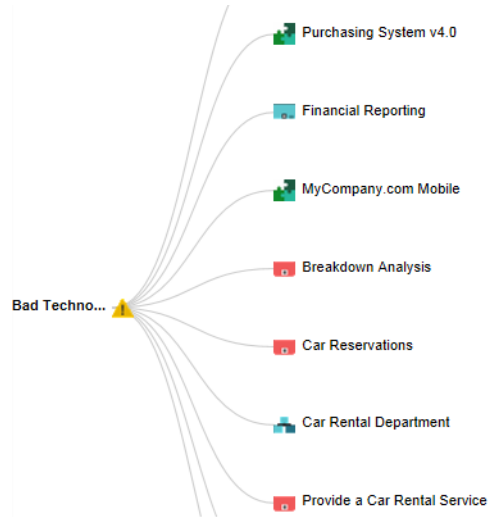 Purchasing System v4.0
Financial Reporting
MyCompany.com Mobile
Breakdown Analysis
Bad Techno...
Car Reservations
Car Rental Department
Provide a Car Rental Service